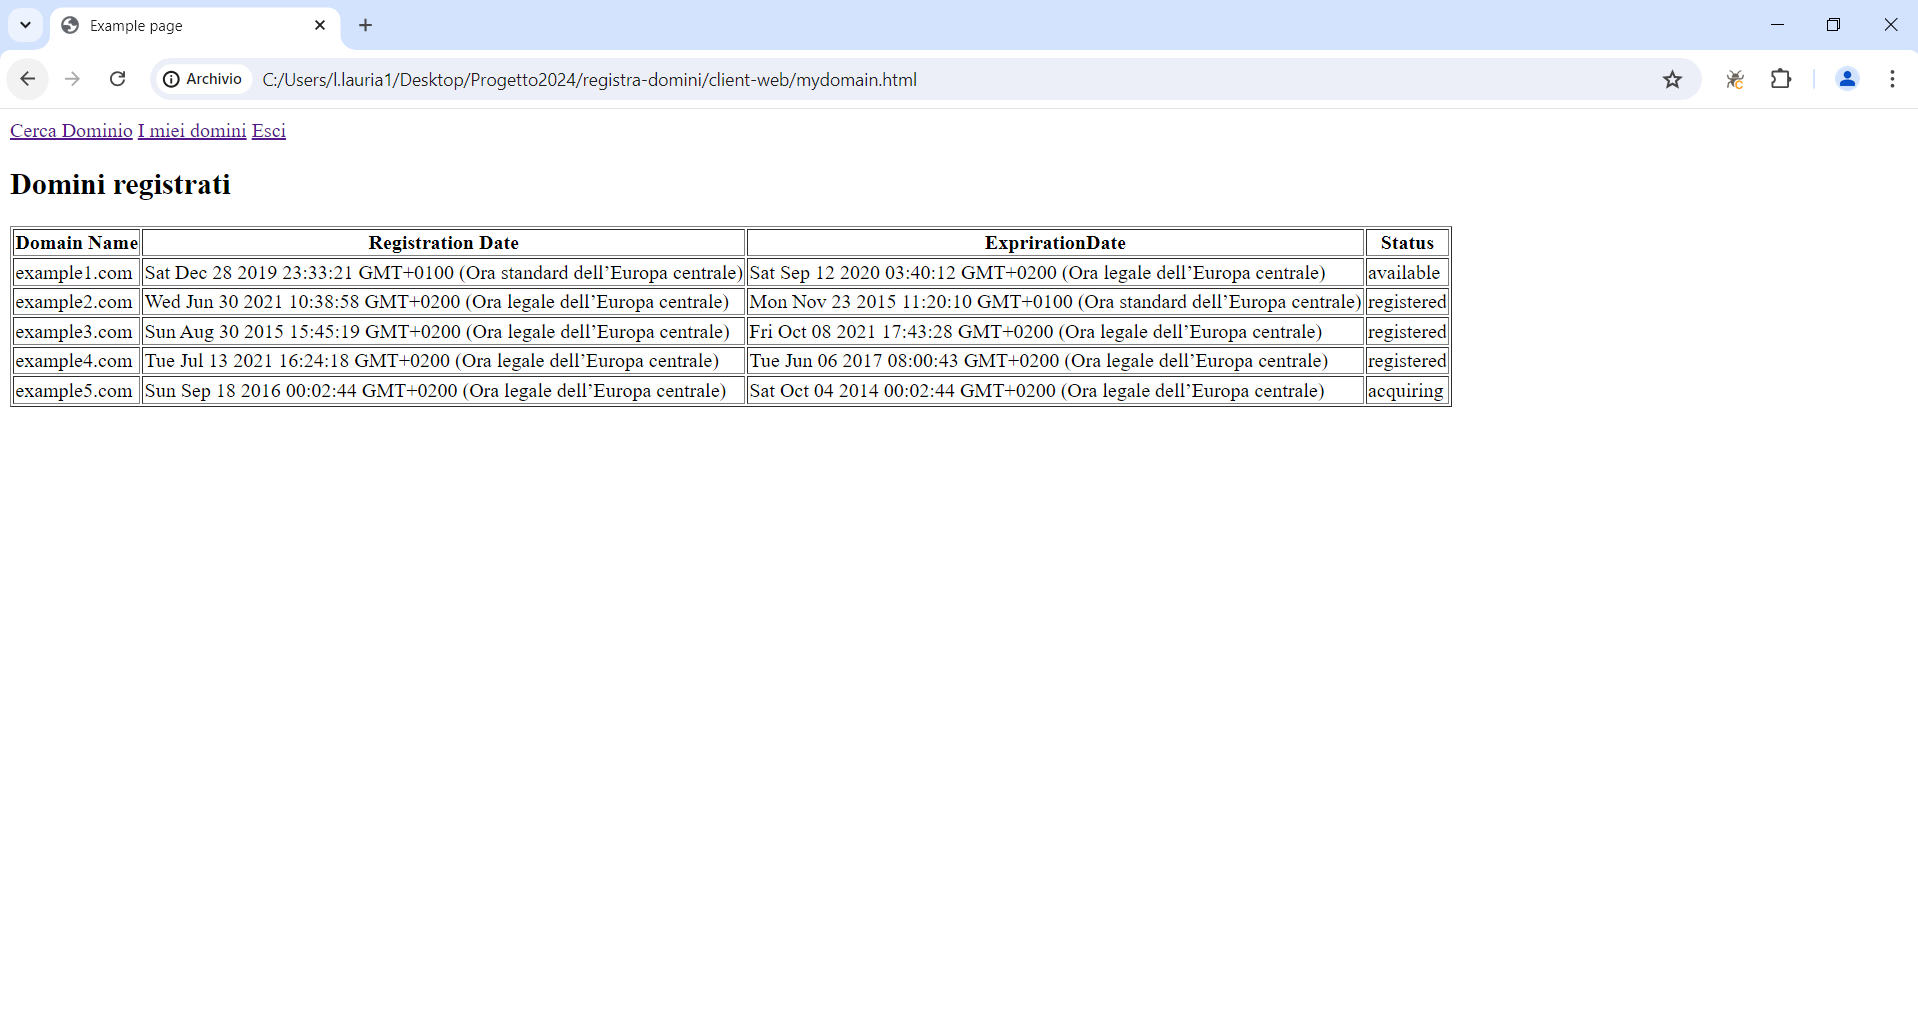 Example page
Archivio C:/Users/l.lauria1/Desktop/Progetto2024/registra-domini/client-web/mydomain.html
Cerca Dominio I miei domini Esci
Domini registrati
Domain Name Registration Date ExprirationDate Status
example1.com Sat Dec 28 2019 23:33:21 GMT+0100 (Ora standard dell’Europa centrale) Sat Sep 12 2020 03:40:12 GMT+0200 (Ora legale dell’Europa centrale) available
example2.com Wed Jun 30 2021 10:38:58 GMT+0200 (Ora legale dell’Europa centrale) Mon Nov 23 2015 11:20:10 GMT+0100 (Ora standard dell’Europa centrale) registered
example3.com Sun Aug 30 2015 15:45:19 GMT+0200 (Ora legale dell’Europa centrale) Fri Oct 08 2021 17:43:28 GMT+0200 (Ora legale dell’Europa centrale) registered
example4.com Tue Jul 13 2021 16:24:18 GMT+0200 (Ora legale dell’Europa centrale) Tue Jun 06 2017 08:00:43 GMT+0200 (Ora legale dell’Europa centrale) registered
example5.com Sun Sep 18 2016 00:02:44 GMT+0200 (Ora legale dell’Europa centrale) Sat Oct 04 2014 00:02:44 GMT+0200 (Ora legale dell’Europa centrale) acquiring